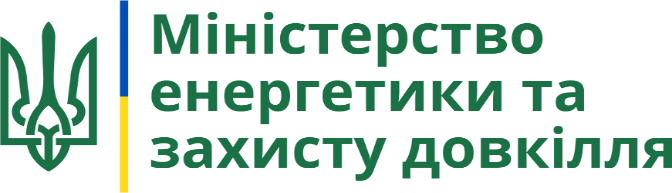 Міністерство
енергетики та
захисту довкілля